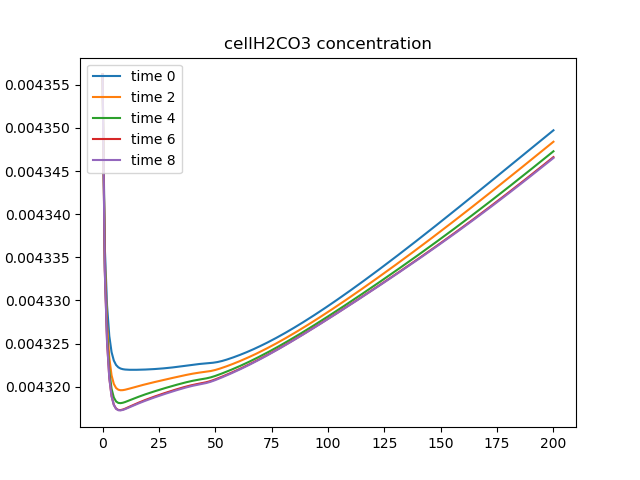 cellH2CO3 concentration
0.004355
0.004350
0.004345
0.004340
0.004335
0.004330
0.004325
0.004320
time 0
time 2
time 4
time 6
time 8
0 25 50 75 100 125 150 175 200